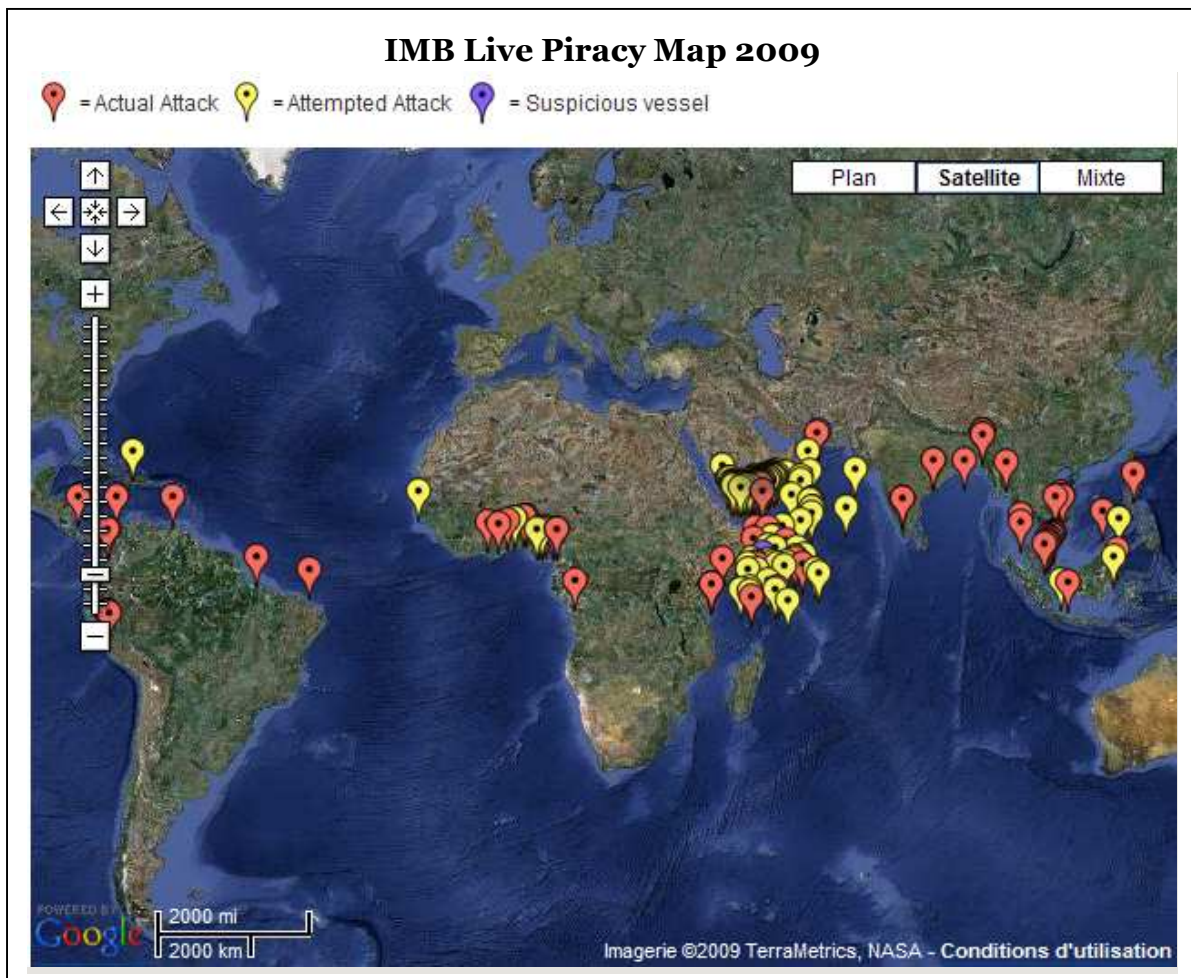 IMB Live Piracy Map 2009
= Actual Attack = Attempted Attack = Suspicious vessel
Plan Satellite Mixte
POWERED BY
Google
2000 mi
2000 km
Imagerie ©2009 TerraMetrics, NASA - Conditions d'utilisation